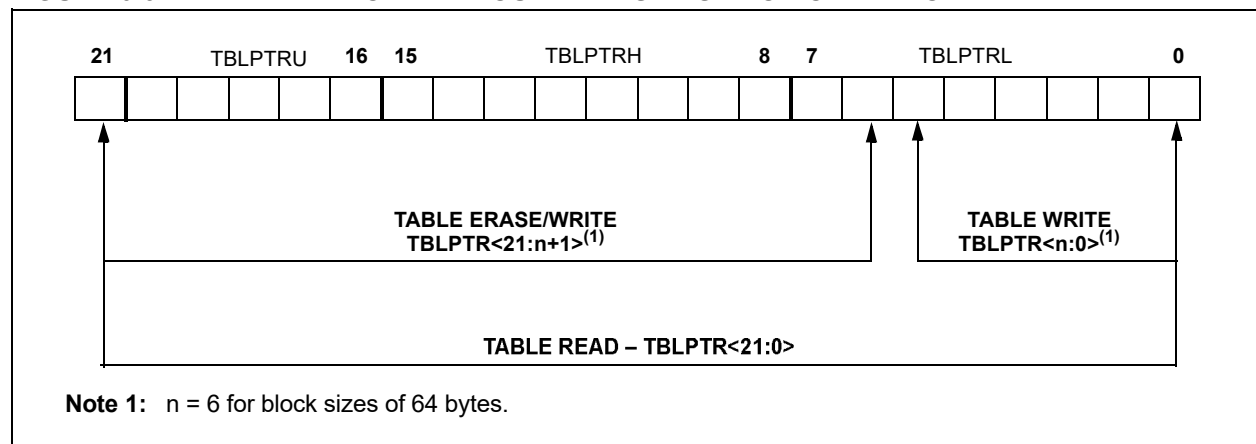 21 TBLPTRU 16 15 TBLPTRH 8 7 TBLPTRL 0
TABLE ERASE/WRITE
TBLPTR<21:n+1>(1)
TABLE WRITE
TBLPTR<n:0>(1)
TABLE READ – TBLPTR<21:0>
Note 1: n = 6 for block sizes of 64 bytes.